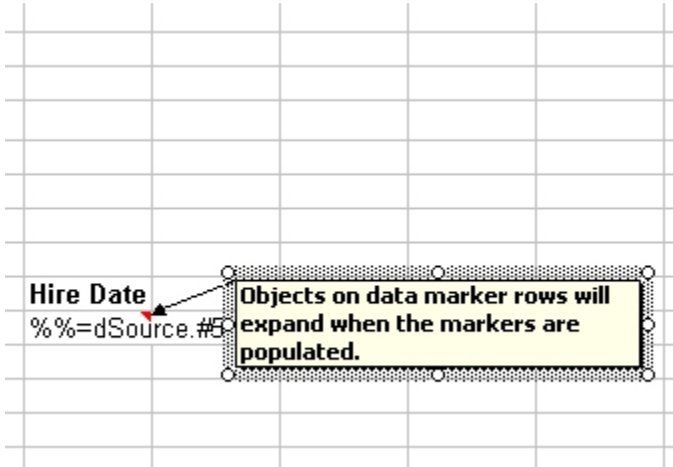 Hire Date
%%=dSource.#5
Objects on data marker rows will
expand when the markers are
populated.